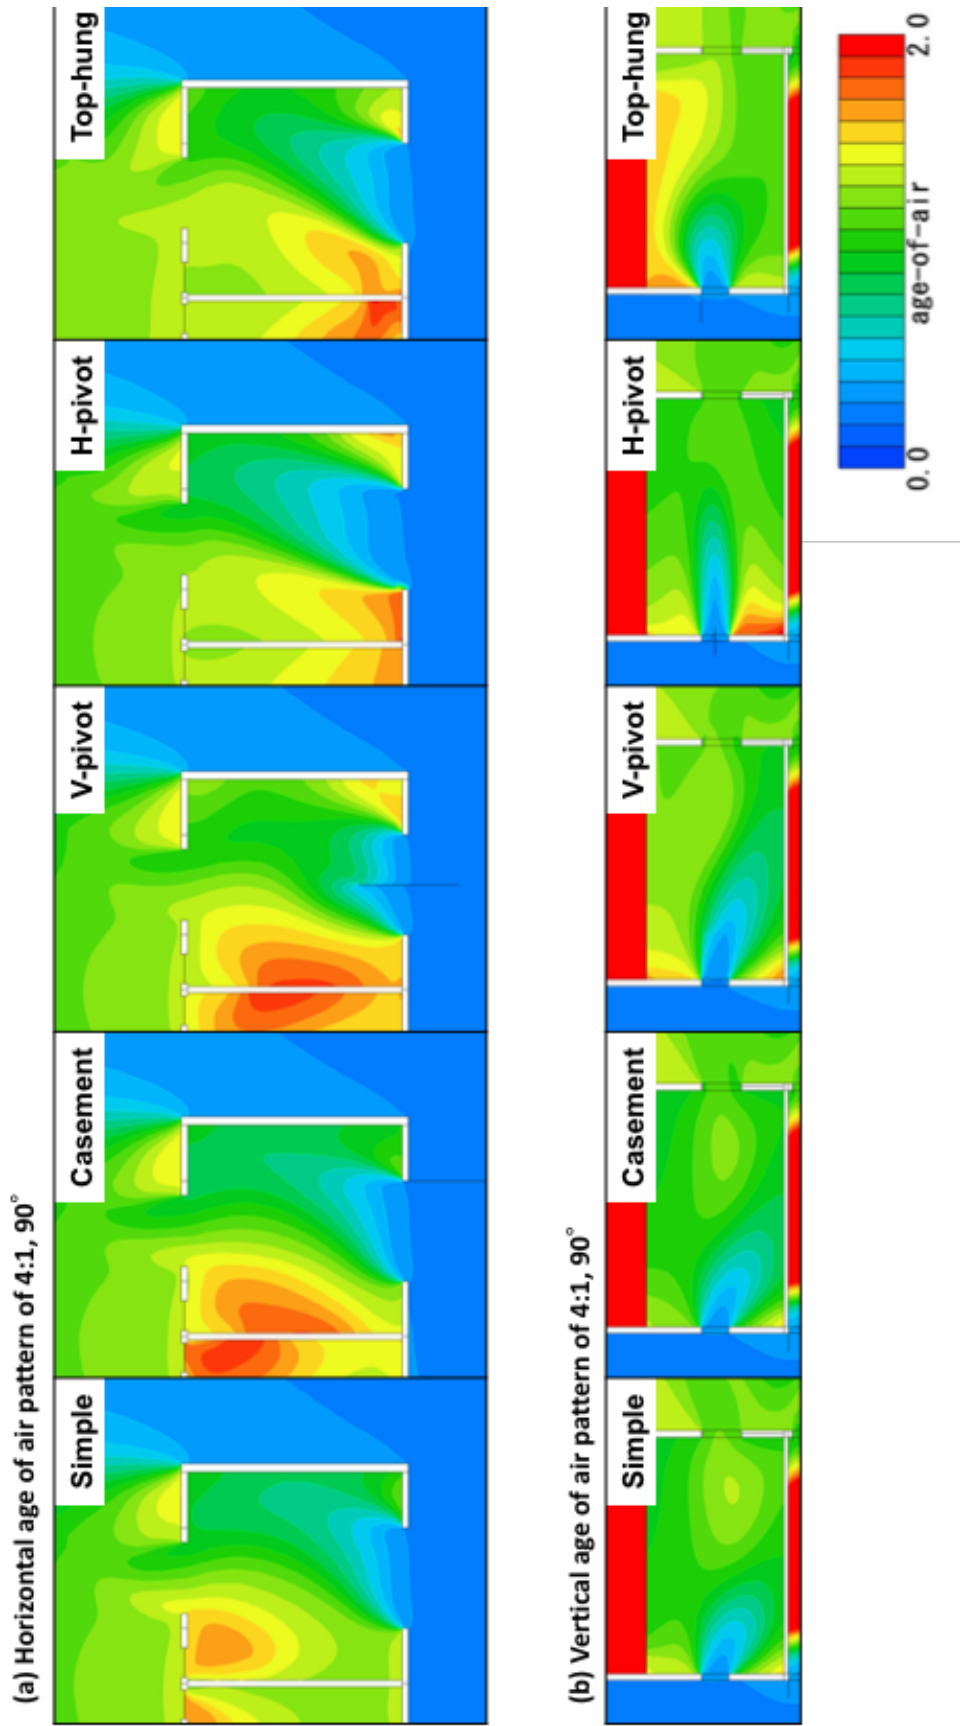 (a) Horizontal age of air pattern of 4:1, 90°
Simple
Casement
V-pivot
H-pivot
Top-hung
(b) Vertical age of air pattern of 4:1, 90°
Simple
Casement
V-pivot
H-pivot
Top-hung
0.0
age-of-air
2.0